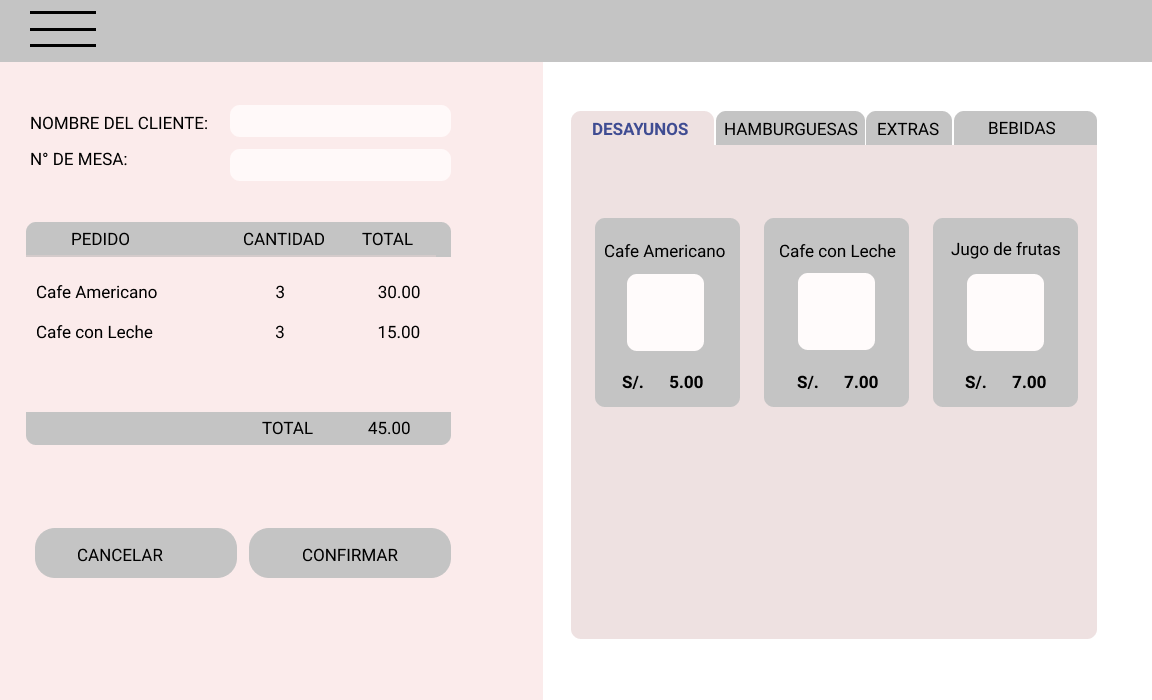 NOMBRE DEL CLIENTE:
N° DE MESA:
PEDIDO CANTIDAD TOTAL
Cafe Americano 3 30.00
Cafe con Leche 3 15.00
TOTAL 45.00
CANCELAR CONFIRMAR
DESAYUNOS HAMBURGUESAS EXTRAS BEBIDAS
Cafe Americano Cafe con Leche Jugo de frutas
S/. 5.00 S/. 7.00 S/. 7.00